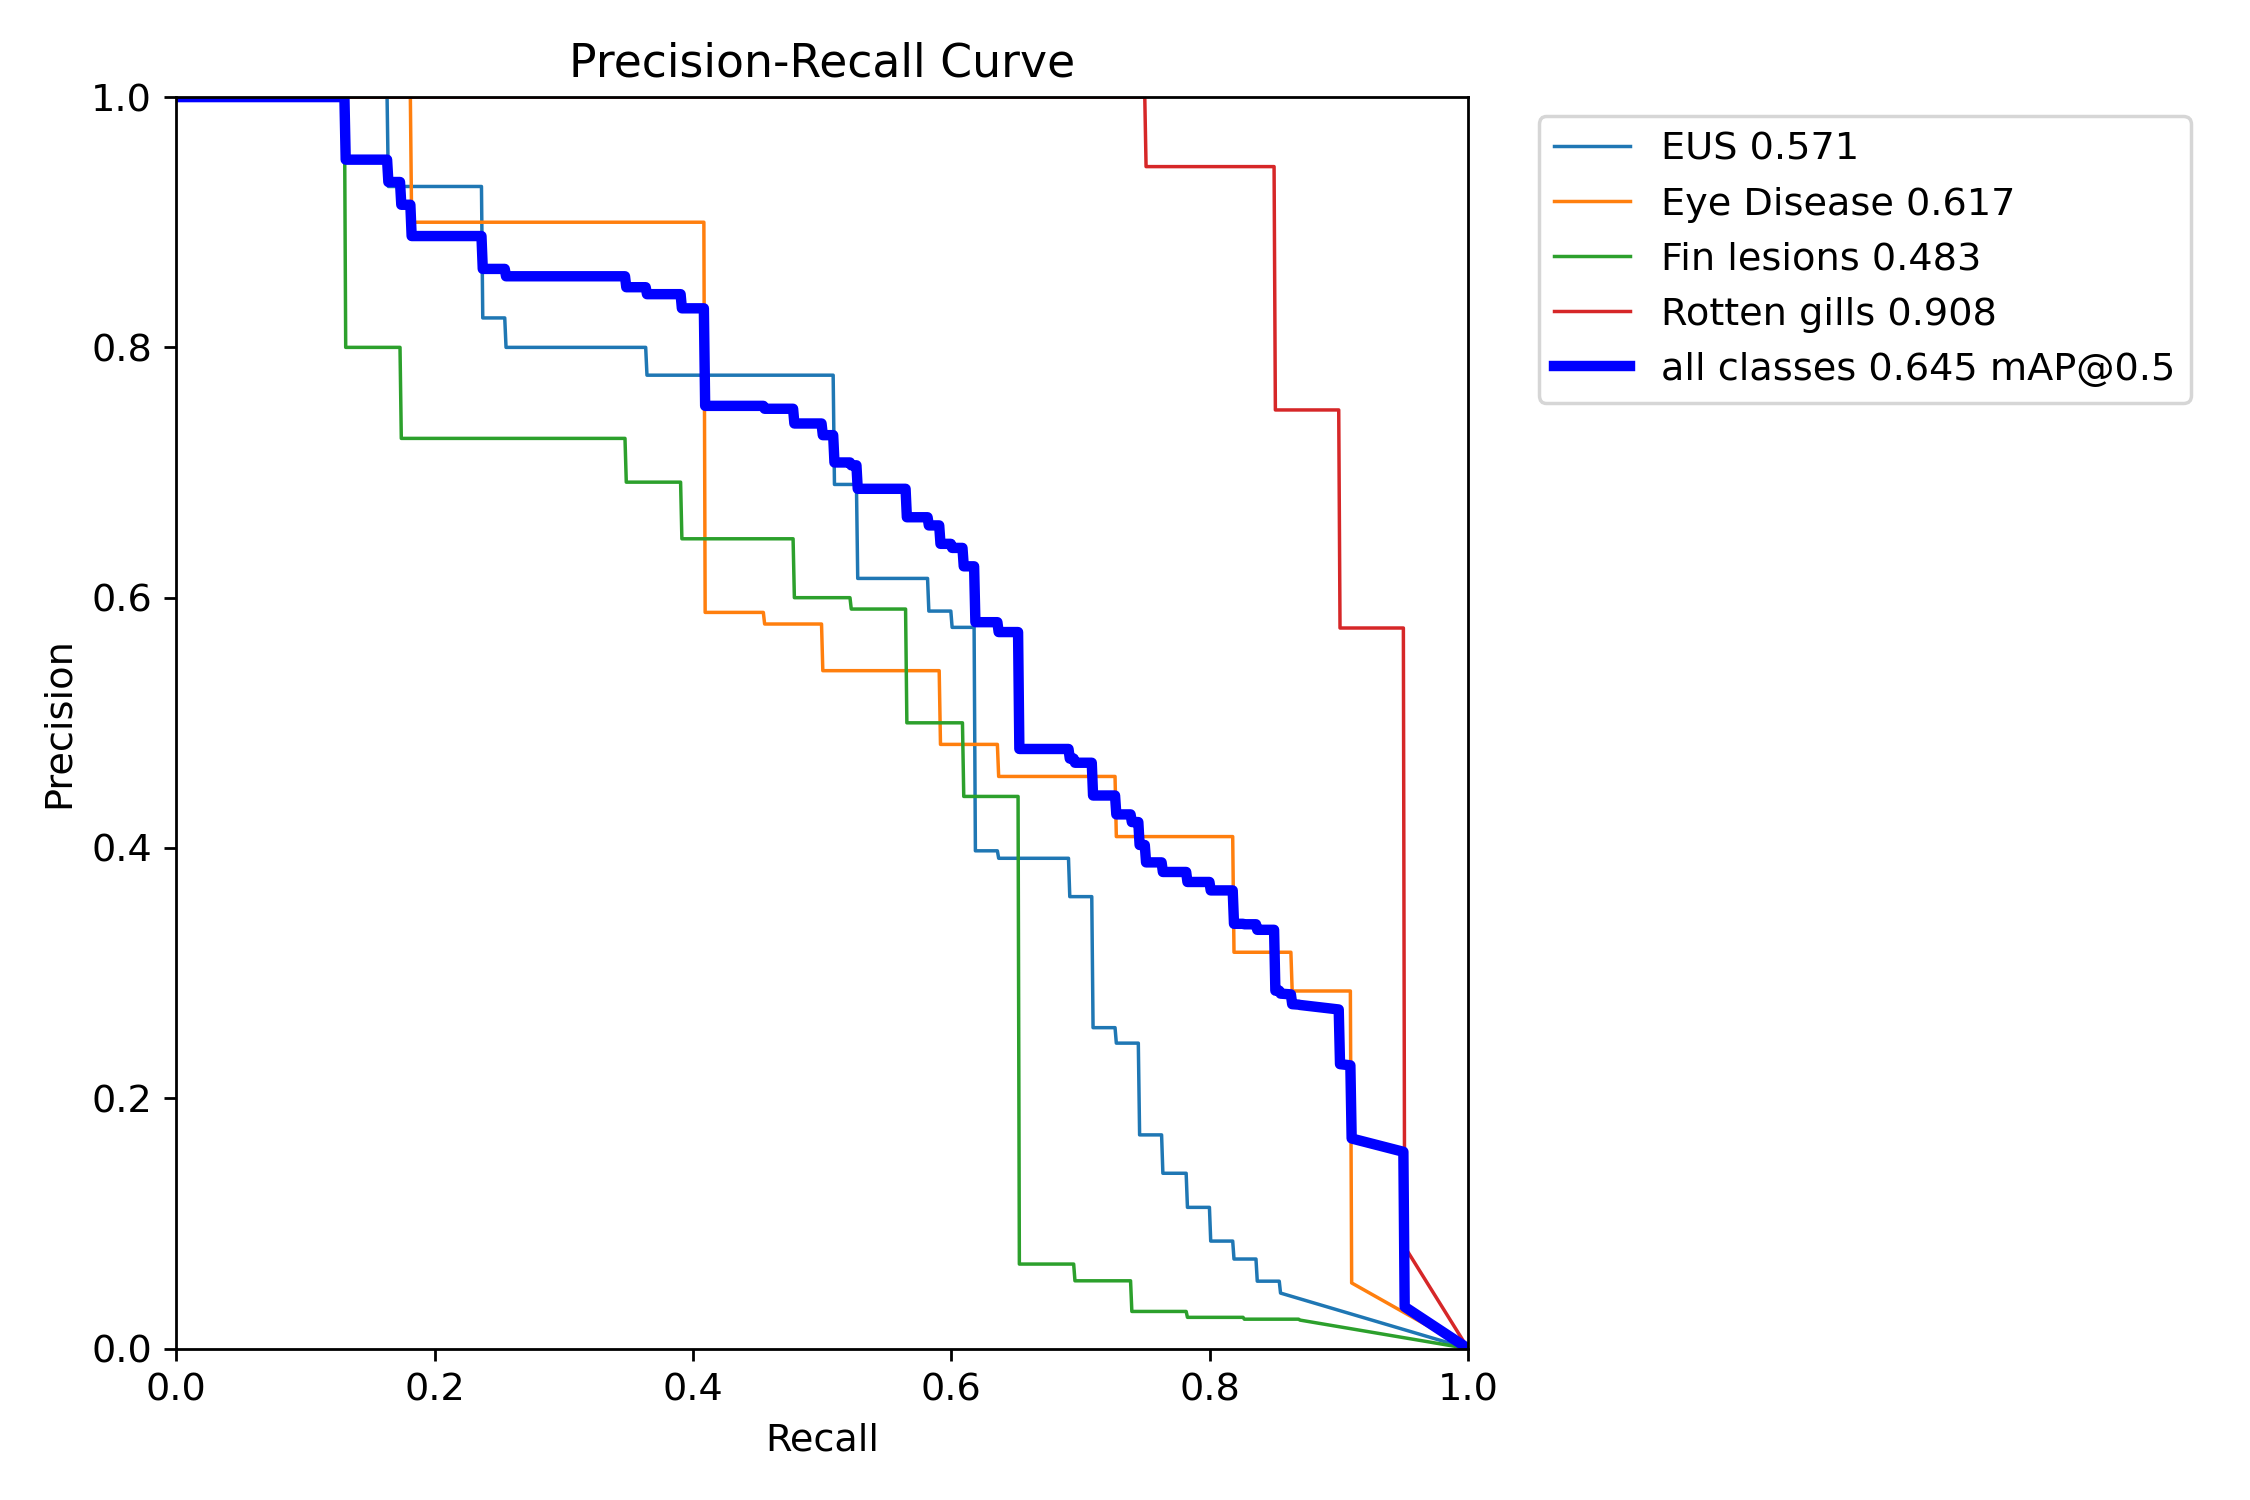 Precision-Recall Curve
1.0
0.8
0.6
0.4
0.2
0.0
Precision
0.0 0.2 0.4 0.6 0.8 1.0
Recall
EUS 0.571
Eye Disease 0.617
Fin lesions 0.483
Rotten gills 0.908
all classes 0.645 mAP@0.5